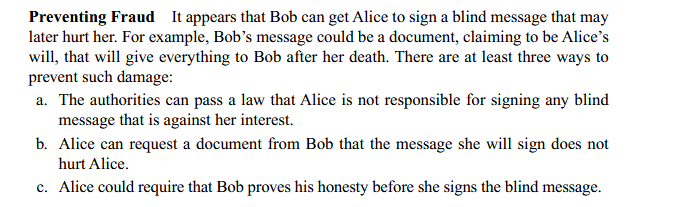 Preventing Fraud It appears that Bob can get Alice to sign a blind message that may
later hurt her. For example, Bob’s message could be a document, claiming to be Alice’s
will, that will give everything to Bob after her death. There are at least three ways to
prevent such damage:
a. The authorities can pass a law that Alice is not responsible for signing any blind
message that is against her interest.
b. Alice can request a document from Bob that the message she will sign does not
hurt Alice.
c. Alice could require that Bob proves his honesty before she signs the blind message.